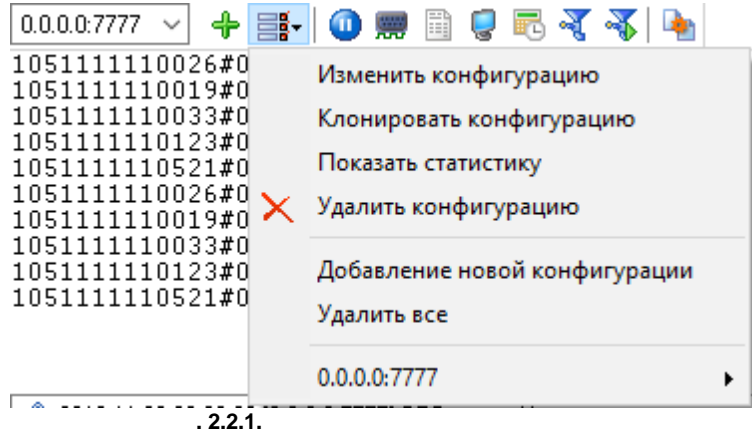 0.0.0.0:7777
1051111110026#0
1051111110019#0
1051111110033#0
1051111110123#0
1051111110521#0
1051111110026#0
1051111110019#0
1051111110033#0
1051111110123#0
1051111110521#0
Изменить конфигурацию
Клонировать конфигурацию
Показать статистику
Удалить конфигурацию
Добавление новой конфигурации
Удалить все
0.0.0.0:7777
. 2.2.1.